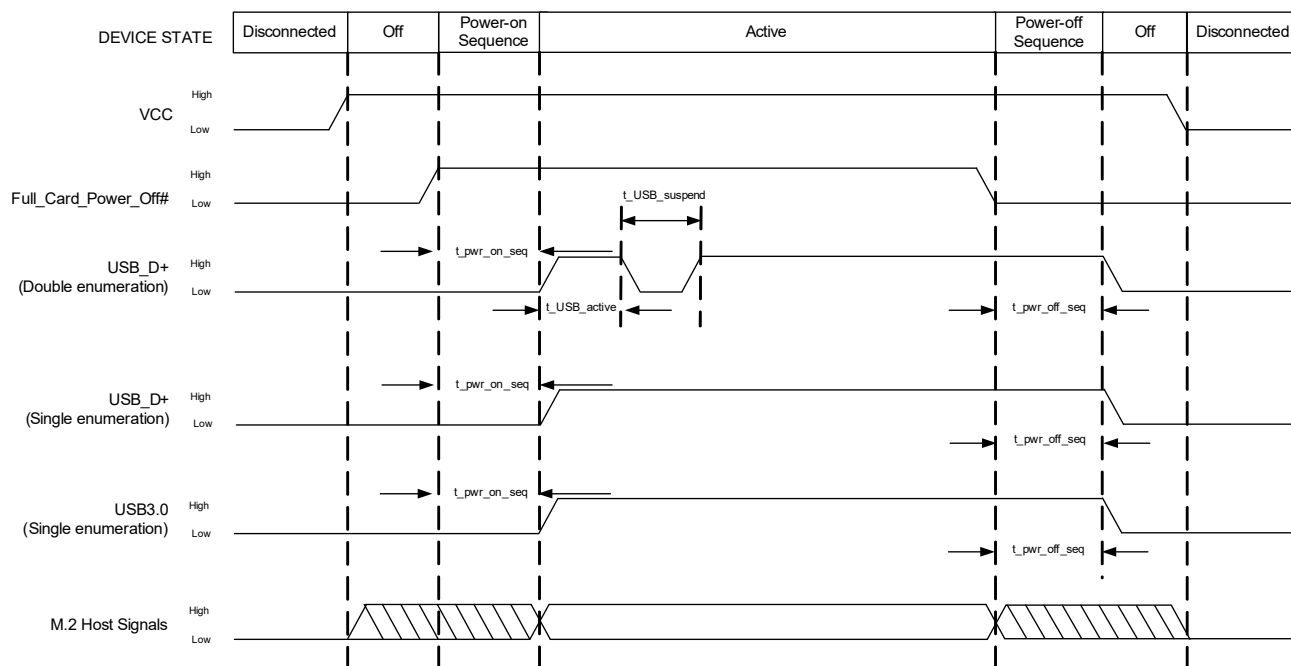 DEVICE STATE
Disconnected
Off
Power-on
Sequence
Active
Power-off
Sequence
Off
Disconnected
VCC
High
Low
Full_Card_Power_Off#
High
Low
t_USB_suspend
USB_D+
(Double enumeration)
High
Low
t_pwr_on_seq
t_USB_active
t_pwr_off_seq
USB_D+
(Single enumeration)
High
Low
t_pwr_on_seq
t_pwr_off_seq
USB3.0
(Single enumeration)
High
Low
t_pwr_on_seq
t_pwr_off_seq
M.2 Host Signals
High
Low